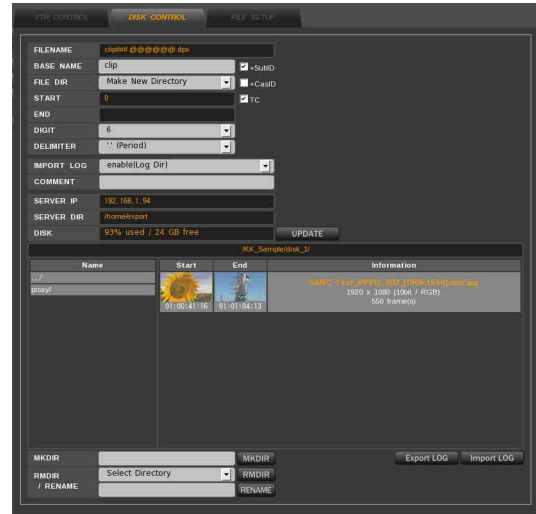 VTR CONTROL DISK CONTROL FILE SETUP
FILENAME clip###.@@@@@@.dpx
BASE NAME clip +SubID
FILE DIR Make New Directory +CasID
START 0 TC
END
DIGIT 6
DELIMITER '.' (Period)
IMPORT LOG enable(Log Dir)
COMMENT
SERVER IP 192.168.1.94
SERVER DIR /home/export
DISK 93% used / 24 GB free UPDATE
/KK_Sample/disk_1/
Name Start End Information
../
proxy/
01:00:41:16 01:01:04:13
1920 x 1080 (10bit / RGB)
550 frame(s)
MKDIR MKDIR Export LOG Import LOG
RMDIR Select Directory RMDIR
/ RENAME RENAME